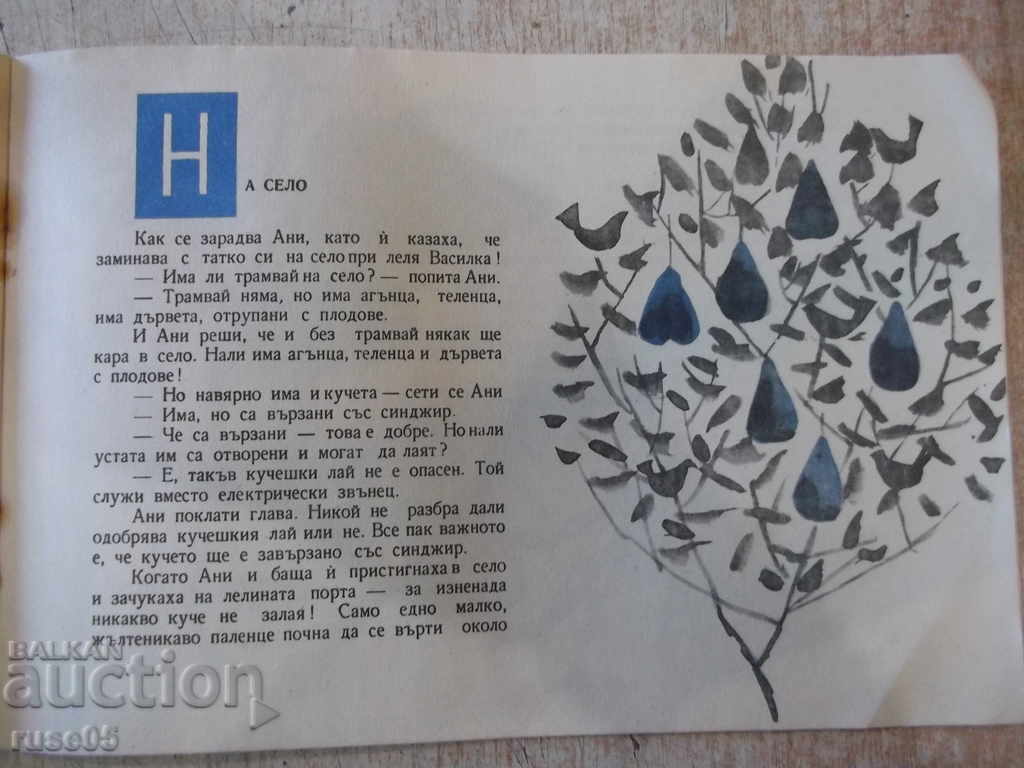 НА СЕЛО
Как се зарадва Ани, като ѝ казаха, че
заминава с татко си на село при леля Василка!
— Има ли трамвай на село? — попита Ани.
— Трамвай няма, но има агънца, теленца,
има дървета, отрупани с плодове.
И Ани реши, че и без трамвай някак ще
кара в село. Нали има агънца, теленца и дървета
с плодове!
— Но навярно има и кучета — сети се Ани
— Има, но са вързани със синджир.
— Че са вързани — това е добре. Но нали
устата им са отворени и могат да лаят?
— Е, такъв кучешки лай не е опасен. Той
служи вместо електрически звънец.
Ани поклати глава. Никой не разбра дали
одобрява кучешкия лай или не. Все пак важното
е, че кучето ще е завързано със синджир.
Когато Ани и баща ѝ пристигнаха в село
и зачукаха на лелината порта — за изненада
никакво куче не залая! Само едно малко,
жълтеникаво паленце почна да се върти около
BALKAN
auction
ruse05